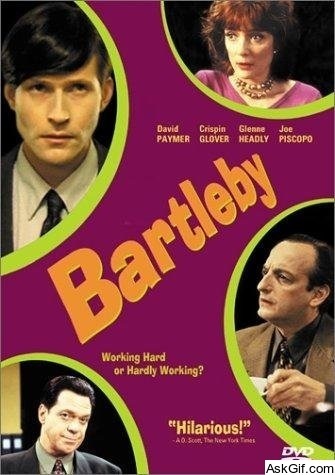 David Crispin Glenne Joe
PAYMER GLOVER HEADLY PISCOPO
Bartleby
Working Hard
or Hardly Working?
"Hilarious!"
- A.O. Scott, The New York Times
DVD
AskGif.com